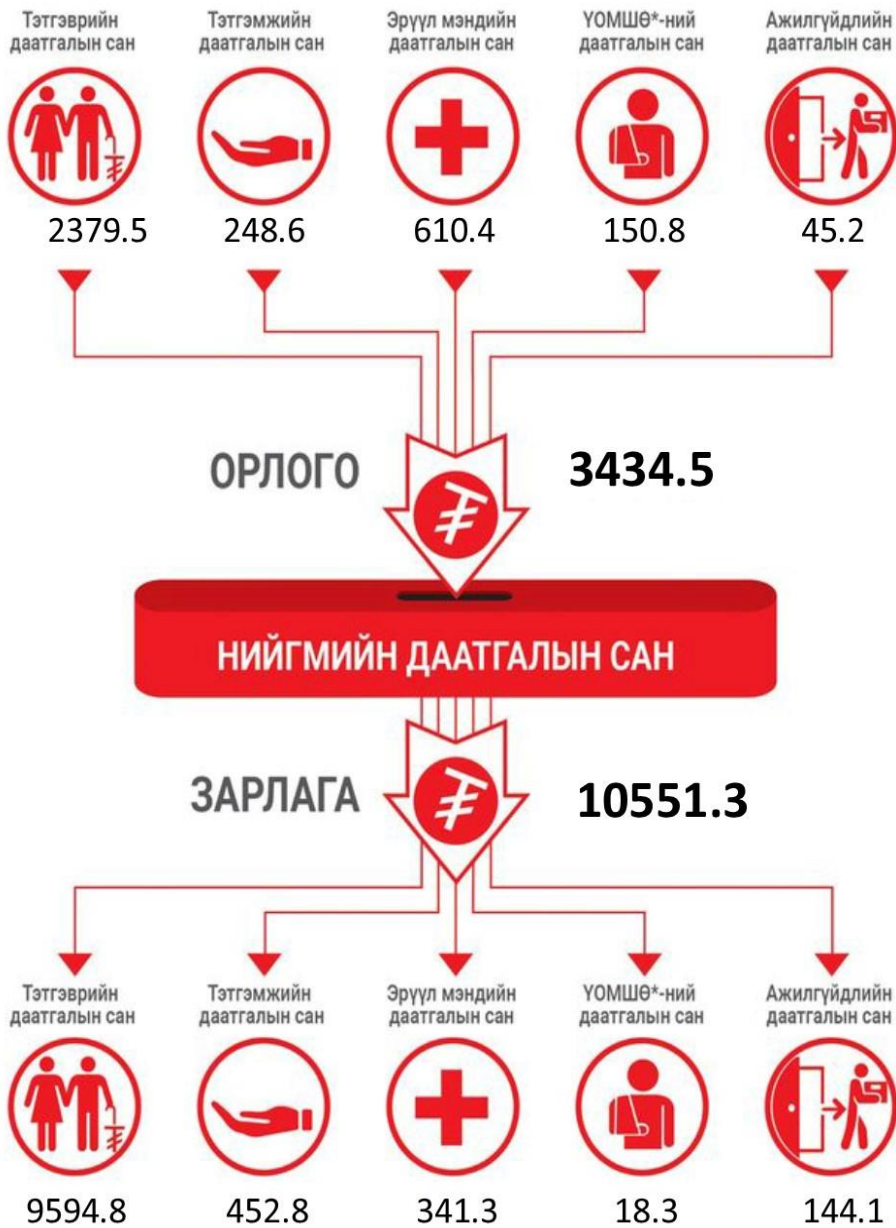 Тэтгэврийн
даатгалын сан
Тэтгэмжийн
даатгалын сан
Эрүүл мэндийн
даатгалын сан
ҮОМШӨ*-ний
даатгалын сан
Ажилгүйдлийн
даатгалын сан
2379.5
248.6
610.4
150.8
45.2
ОРЛОГО
3434.5
НИЙГМИЙН ДААТГАЛЫН САН
ЗАРЛАГА
10551.3
Тэтгэврийн
даатгалын сан
Тэтгэмжийн
даатгалын сан
Эрүүл мэндийн
даатгалын сан
ҮОМШӨ*-ний
даатгалын сан
Ажилгүйдлийн
даатгалын сан
9594.8
452.8
341.3
18.3
144.1